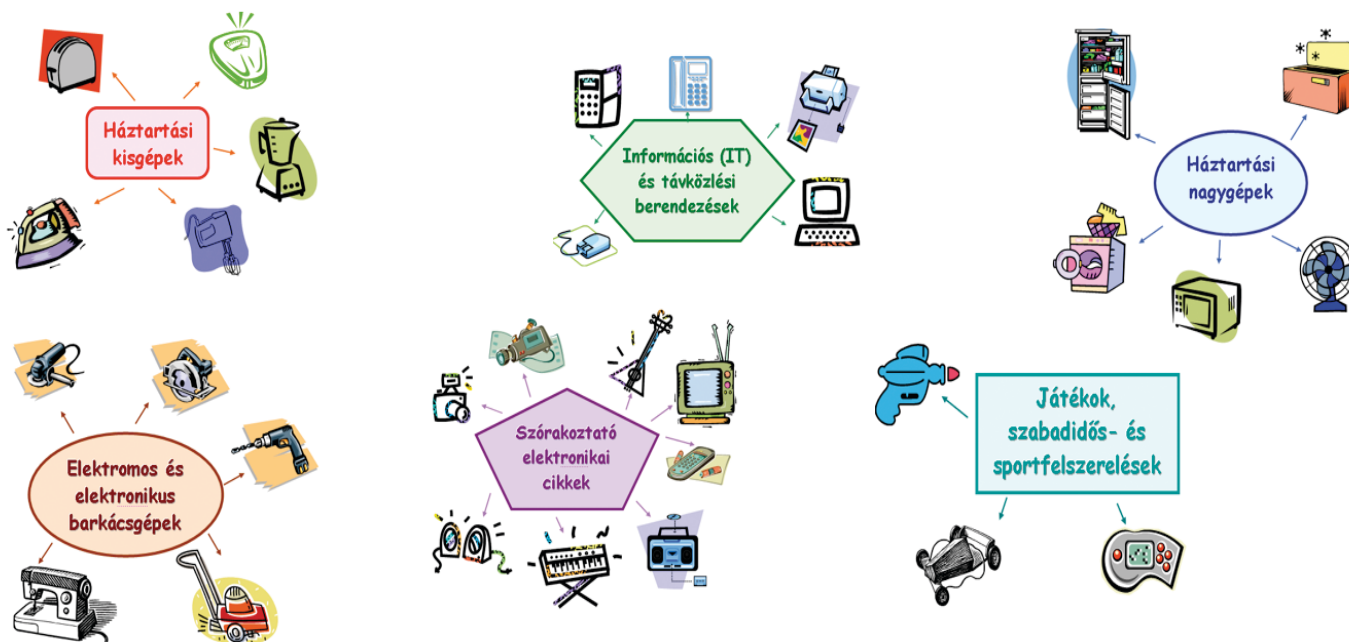 Háztartási
kisgépek
Információs (IT)
és távközlési
berendezések
Háztartási
nagygépek
Elektromos és
elektronikus
barkácsgépek
Szórakoztató
elektronikai
cikkek
Játékok,
szabadidős- és
sportfelszerelések